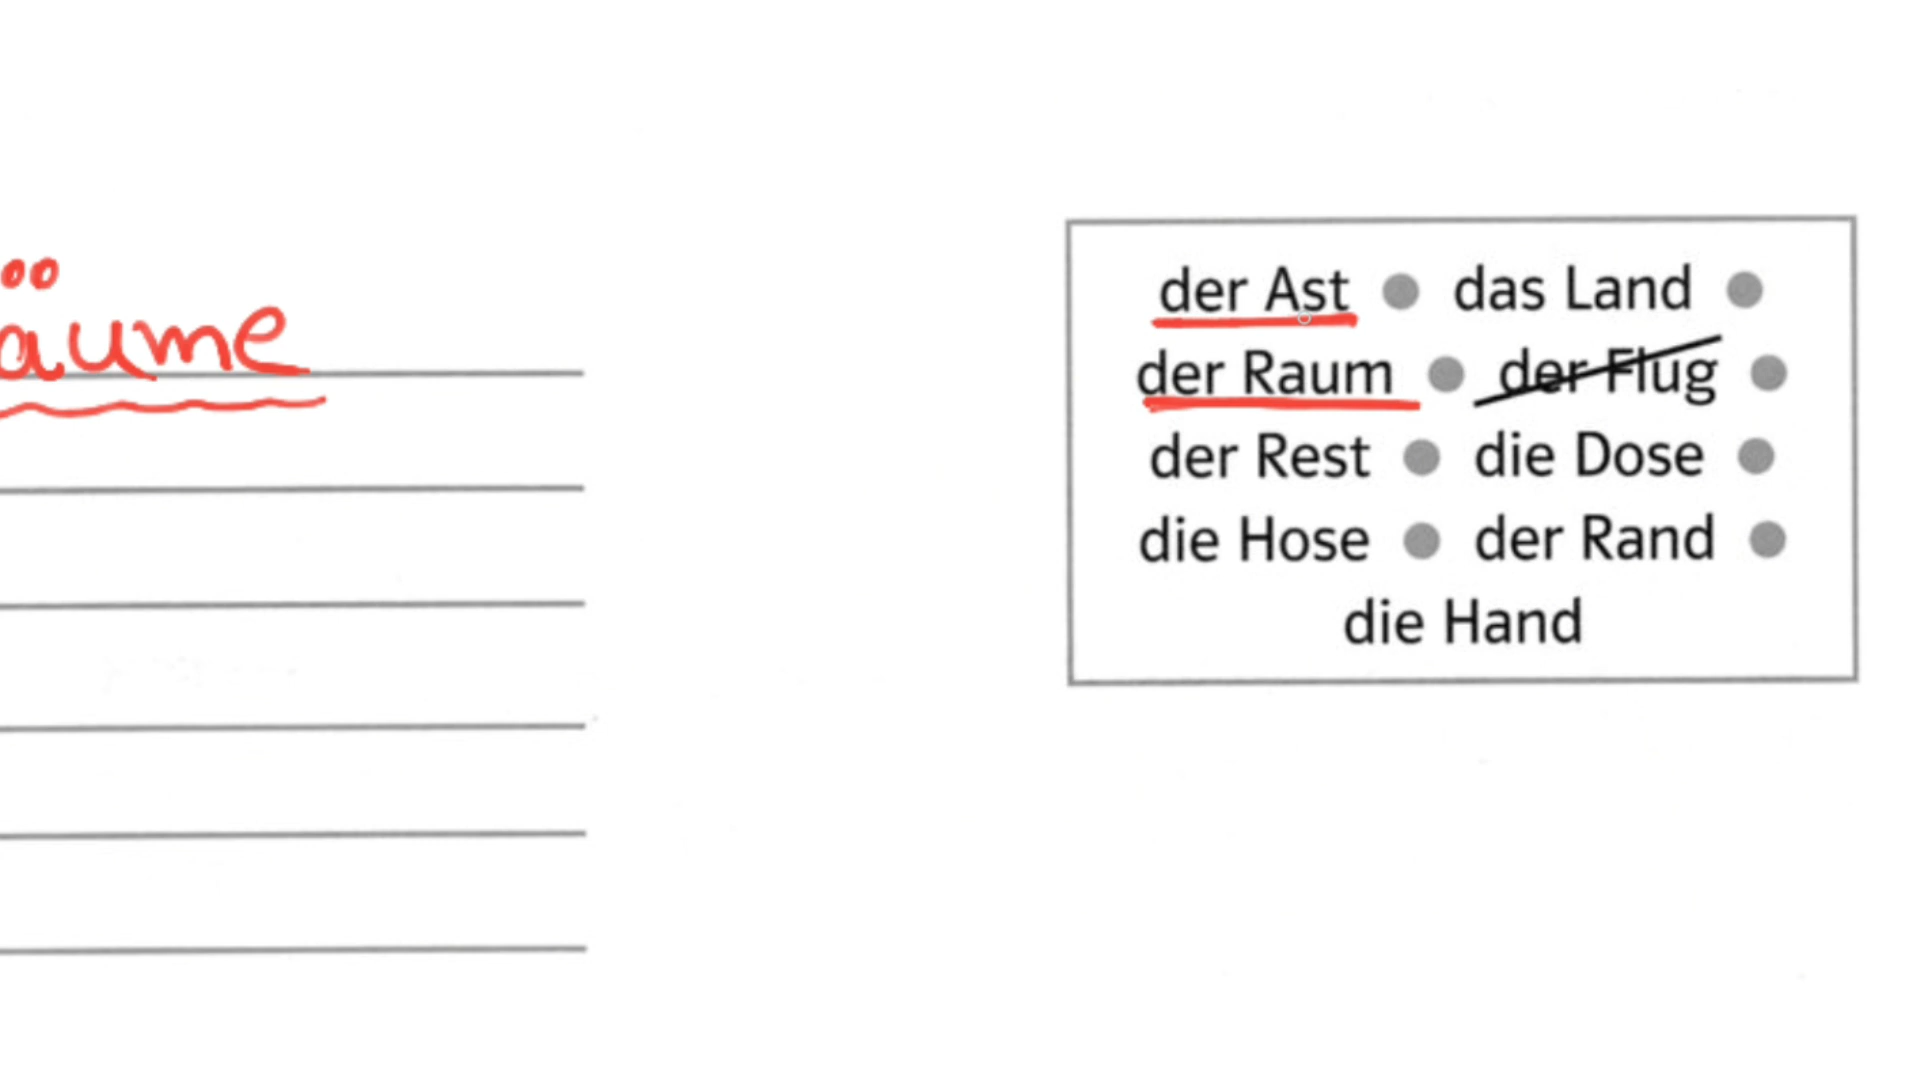 äume
der Ast ● das Land ●
der Raum ● der Flug ●
der Rest ● die Dose ●
die Hose ● der Rand ●
die Hand